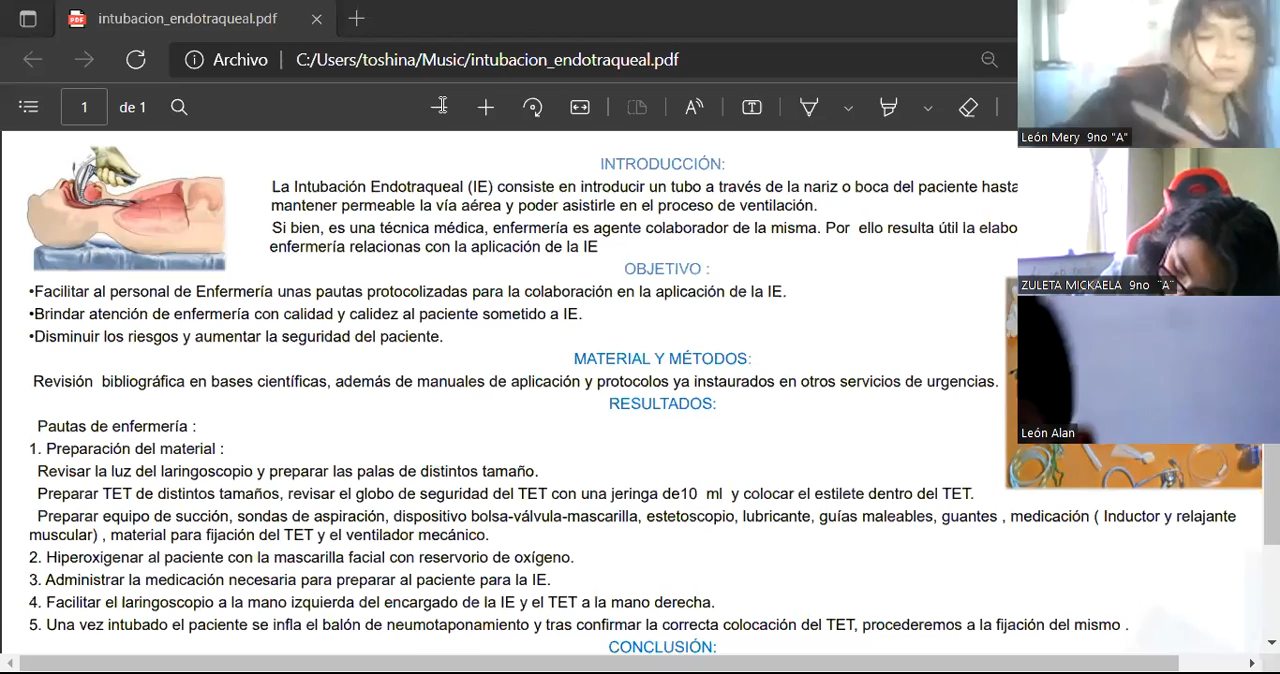 intubacion_endotraqueal.pdf
Archivo
C:/Users/toshina/Music/intubacion_endotraqueal.pdf
1 de 1
León Mery 9no "A"
INTRODUCCIÓN:
La Intubación Endotraqueal (IE) consiste en introducir un tubo a través de la nariz o boca del paciente hasta
mantener permeable la vía aérea y poder asistirle en el proceso de ventilación.
Si bien, es una técnica médica, enfermería es agente colaborador de la misma. Por ello resulta útil la elabo
enfermería relacionas con la aplicación de la IE
OBJETIVO :
ZULETA MICKAELA 9no ¨A¨
•Facilitar al personal de Enfermería unas pautas protocolizadas para la colaboración en la aplicación de la IE.
•Brindar atención de enfermería con calidad y calidez al paciente sometido a IE.
•Disminuir los riesgos y aumentar la seguridad del paciente.
MATERIAL Y MÉTODOS:
Revisión bibliográfica en bases científicas, además de manuales de aplicación y protocolos ya instaurados en otros servicios de urgencias.
RESULTADOS:
León Alan
Pautas de enfermería :
1. Preparación del material :
Revisar la luz del laringoscopio y preparar las palas de distintos tamaño.
Preparar TET de distintos tamaños, revisar el globo de seguridad del TET con una jeringa de10 ml y colocar el estilete dentro del TET.
Preparar equipo de succión, sondas de aspiración, dispositivo bolsa-válvula-mascarilla, estetoscopio, lubricante, guías maleables, guantes , medicación ( Inductor y relajante
muscular) , material para fijación del TET y el ventilador mecánico.
2. Hiperoxigenar al paciente con la mascarilla facial con reservorio de oxígeno.
3. Administrar la medicación necesaria para preparar al paciente para la IE.
4. Facilitar el laringoscopio a la mano izquierda del encargado de la IE y el TET a la mano derecha.
5. Una vez intubado el paciente se infla el balón de neumotaponamiento y tras confirmar la correcta colocación del TET, procederemos a la fijación del mismo .
CONCLUSIÓN: